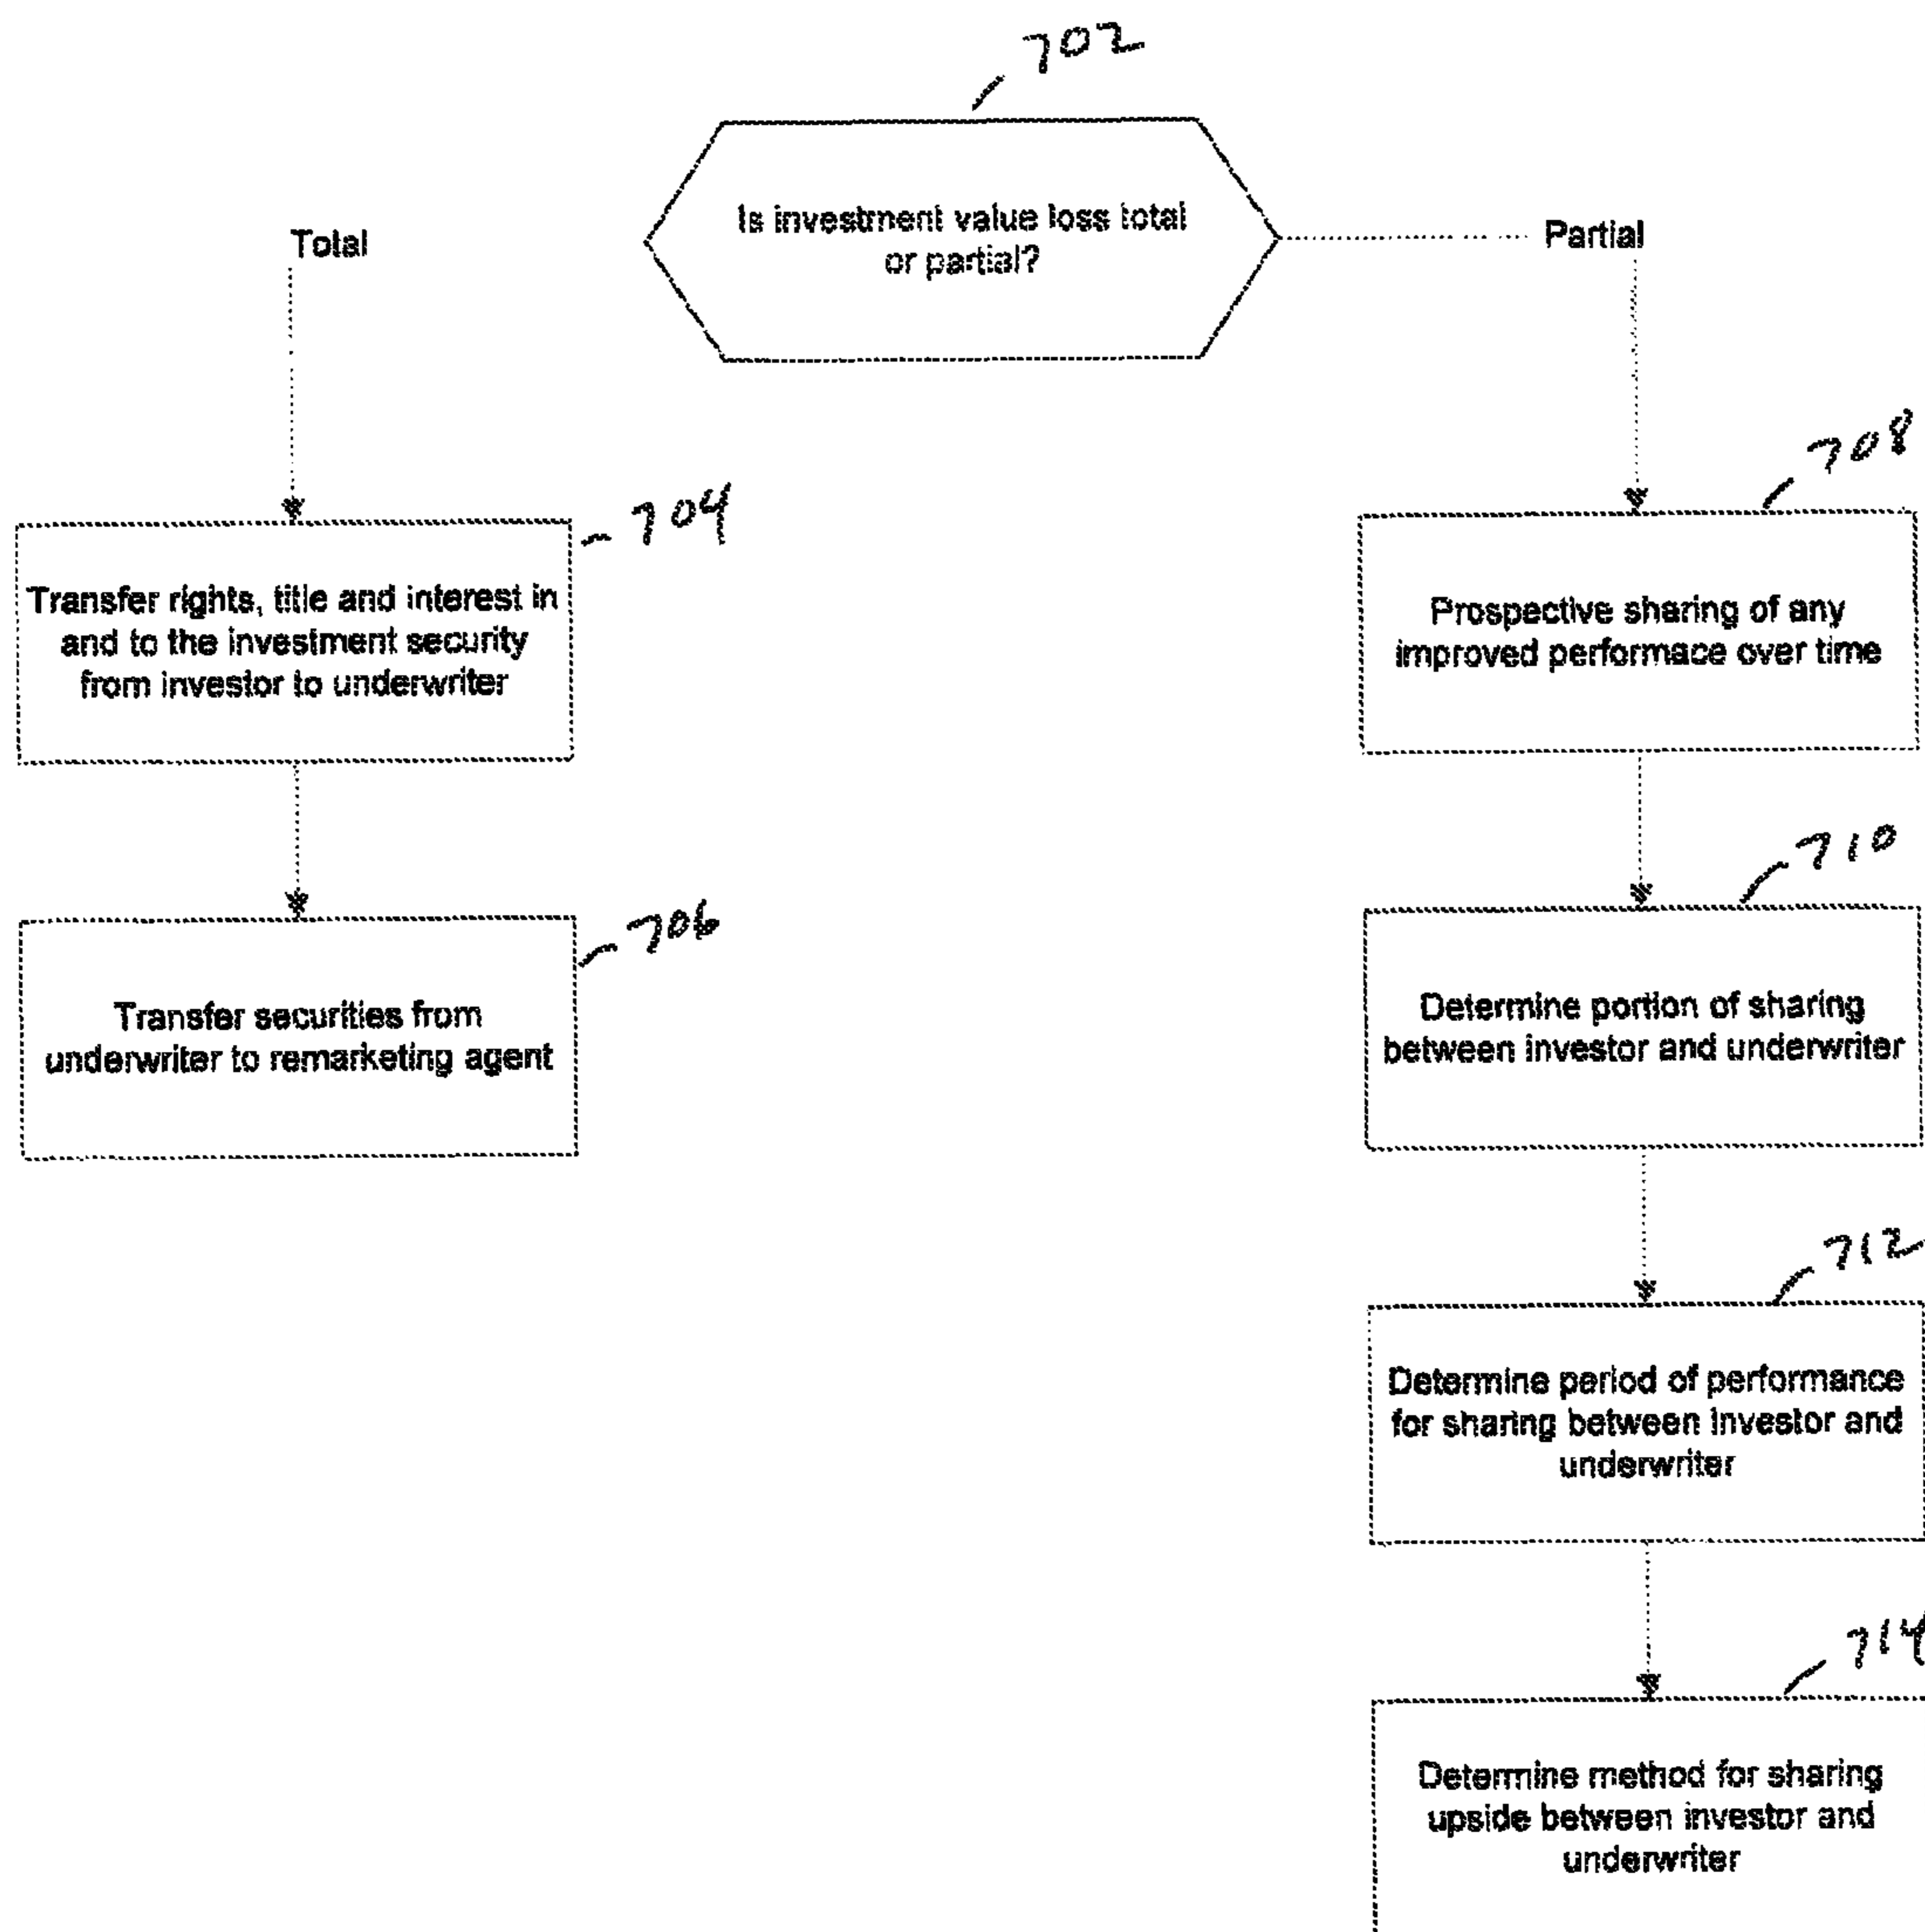 702
Is investment value loss total
or partial?
Total
Partial
704
Transfer rights, title and interest in
and to the investment security
from investor to underwriter
706
Transfer securities from
underwriter to remarketing agent
708
Prospective sharing of any
improved performace over time
710
Determine portion of sharing
between investor and underwriter
712
Determine period of performance
for sharing between investor and
underwriter
714
Determine method for sharing
upside between investor and
underwriter